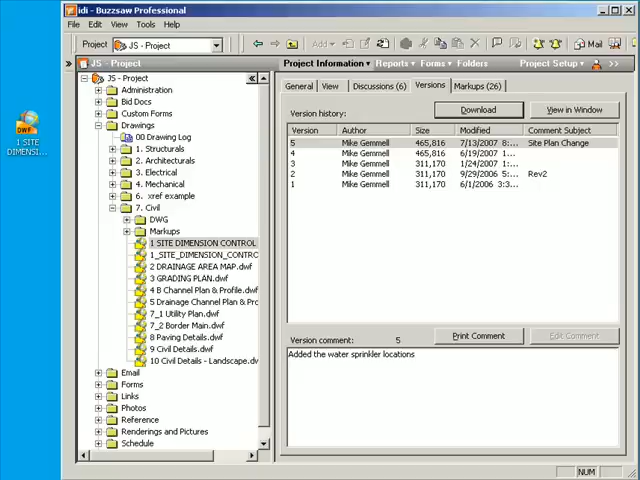 idi - Buzzsaw Professional
File Edit View Tools Help
Project JS - Project Add Mail
JS - Project Project Information Reports Forms Folders Project Setup
JS - Project
Administration
Bid Docs
Custom Forms
Drawings
00 Drawing Log
1. Structurals
2. Architecturals
3. Electrical
4. Mechanical
6. xref example
7. Civil
DWG
Markups
1 SITE DIMENSION CONTROL
1_SITE_DIMENSION_CONTRC
2 DRAINAGE AREA MAP.dwf
3 GRADING PLAN.dwf
4 B Channel Plan & Profile.d
5 Drainage Channel Plan & Prc
7_1 Utility Plan.dwf
7_2 Border Main.dwf
8 Paving Details.dwf
9 Civil Details.dwf
10 Civil Details - Landscape.dw
Email
Forms
Links
Photos
Reference
Renderings and Pictures
Schedule
DWF
1 SITE
DIMENSI...
General View Discussions (6) Versions Markups (26)
Version history: Download View in Window
Version Author Size Modified Comment Subject
5 Mike Gemmell 465,816 7/13/2007 8:... Site Plan Change
4 Mike Gemmell 465,816 6/19/2007 1...
3 Mike Gemmell 311,170 1/24/2007 1...
2 Mike Gemmell 311,170 9/29/2006 5:... Rev2
1 Mike Gemmell 311,170 6/1/2006 3:3...
Version comment: 5 Print Comment Edit Comment
Added the water sprinkler locations
NUM